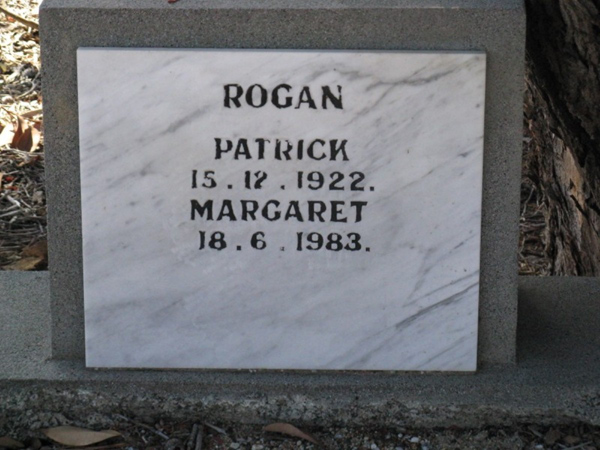 ROGAN
PATRICK
15.12.1922.
MARGARET
18.6.1983.